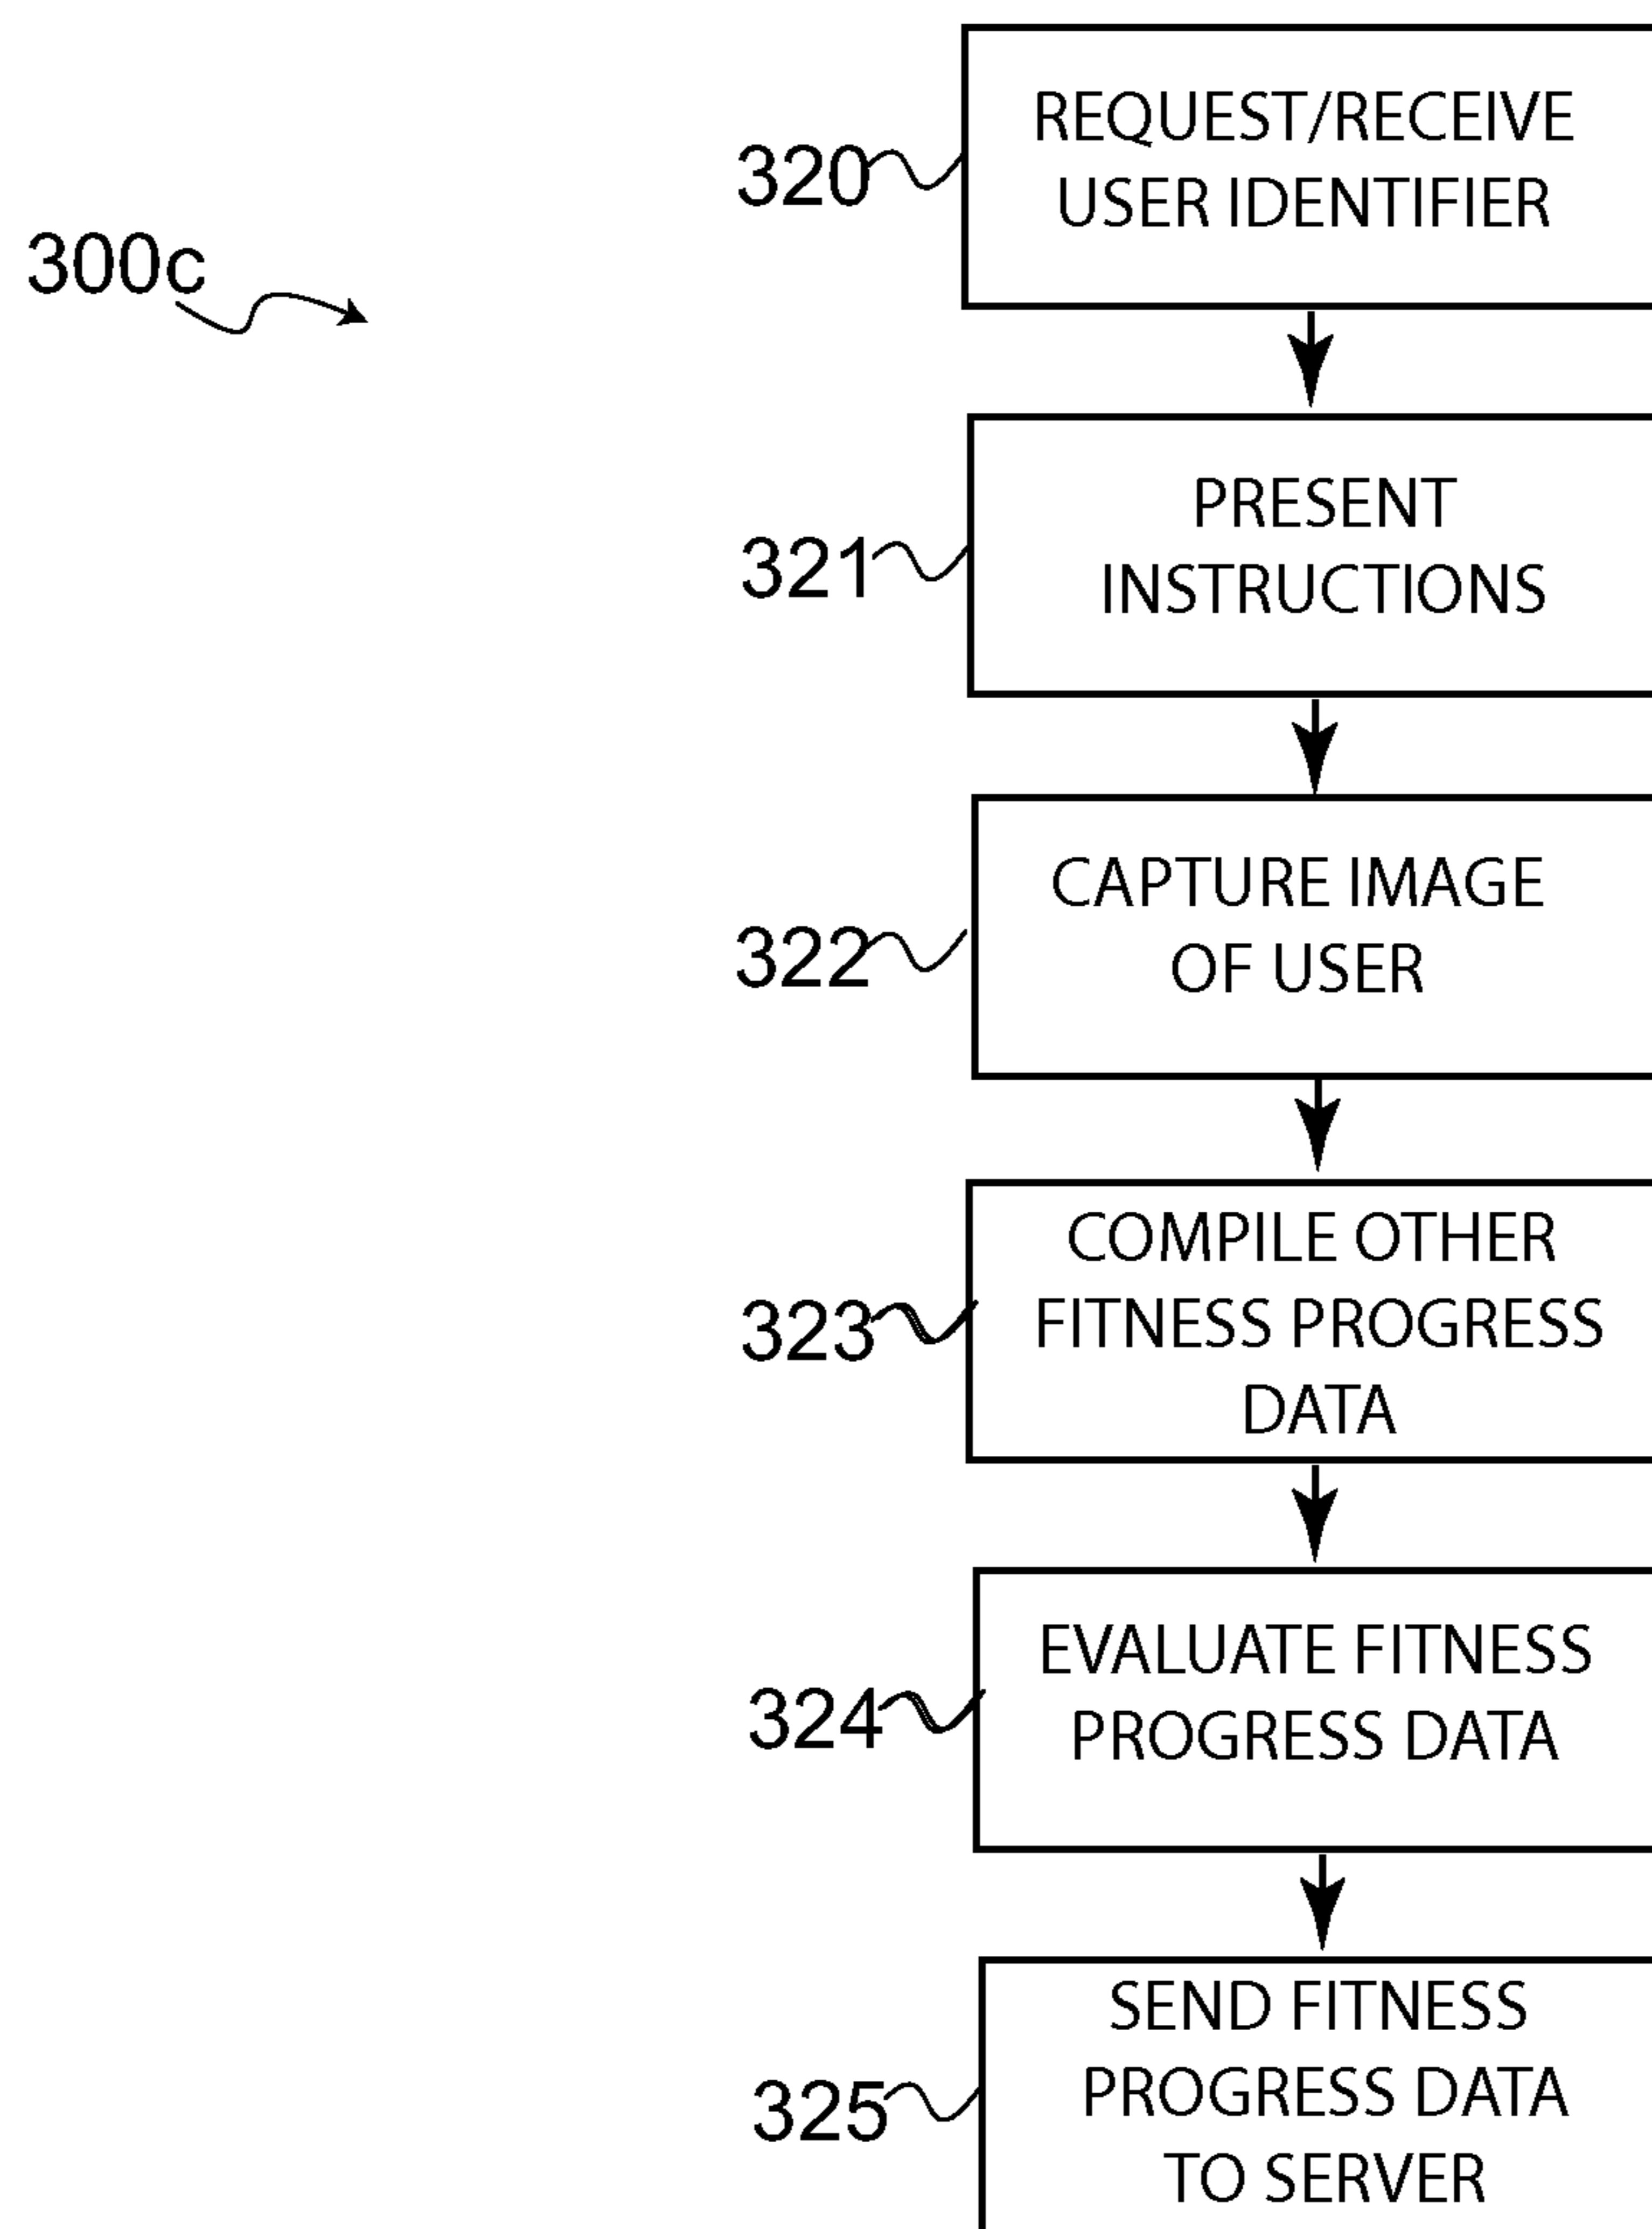 REQUEST/RECEIVE
USER IDENTIFIER
320
300c
PRESENT
INSTRUCTIONS
321
CAPTURE IMAGE
OF USER
322
COMPILE OTHER
FITNESS PROGRESS
DATA
323
EVALUATE FITNESS
PROGRESS DATA
324
SEND FITNESS
PROGRESS DATA
TO SERVER
325